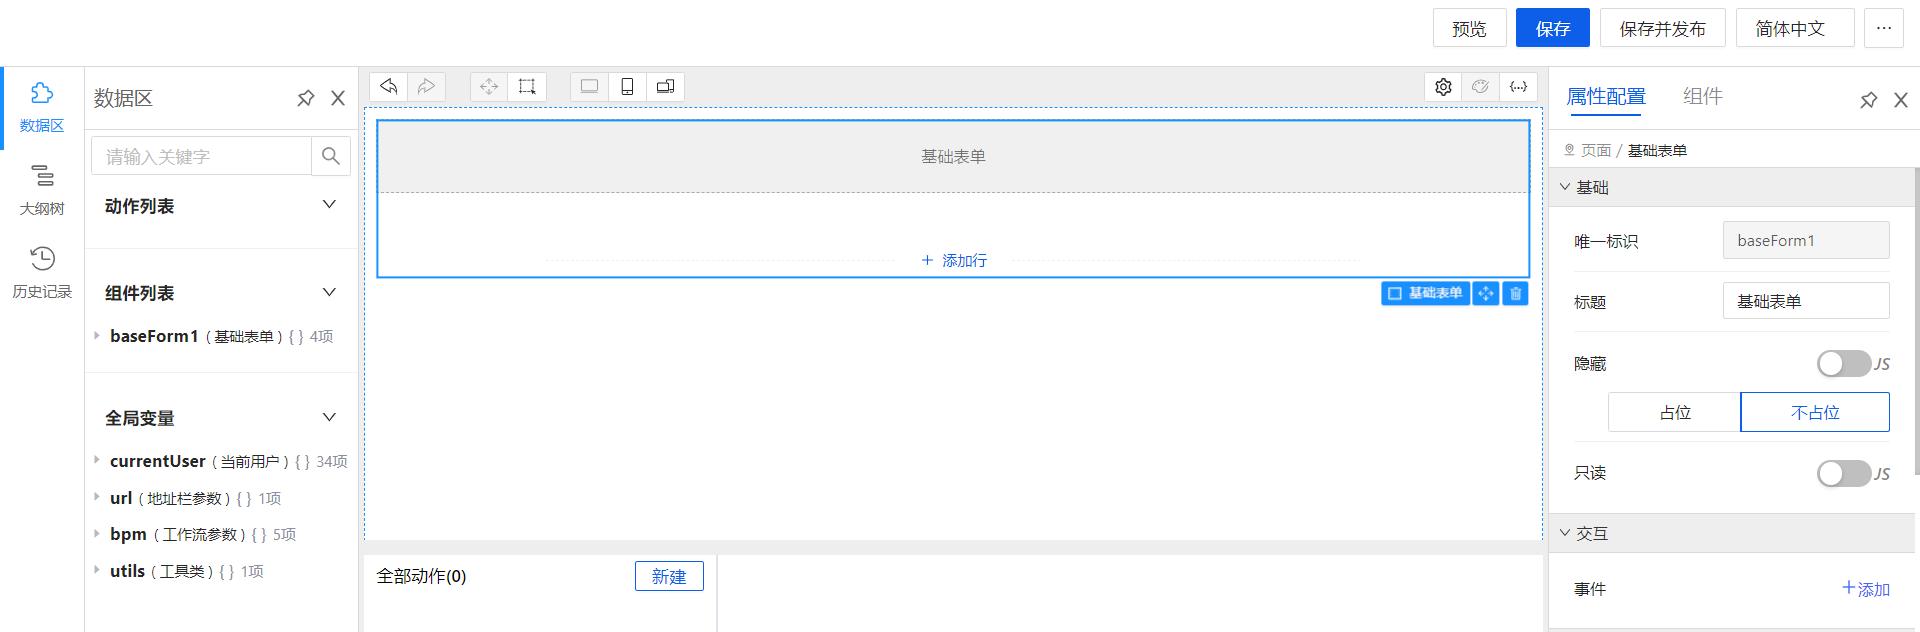 预览
保存
保存并发布
简体中文
...
数据区
大纲树
历史记录
数据区
请输入关键字
动作列表
组件列表
baseForm1 ( 基础表单 ) { } 4项
全局变量
currentUser ( 当前用户 ) { } 34项
url ( 地址栏参数 ) { } 1项
bpm ( 工作流参数 ) { } 5项
utils ( 工具类 ) { } 1项
基础表单
+ 添加行
基础表单
全部动作(0)
新建
属性配置
组件
页面 / 基础表单
基础
唯一标识
baseForm1
标题
基础表单
隐藏
JS
占位
不占位
只读
JS
交互
事件
+添加